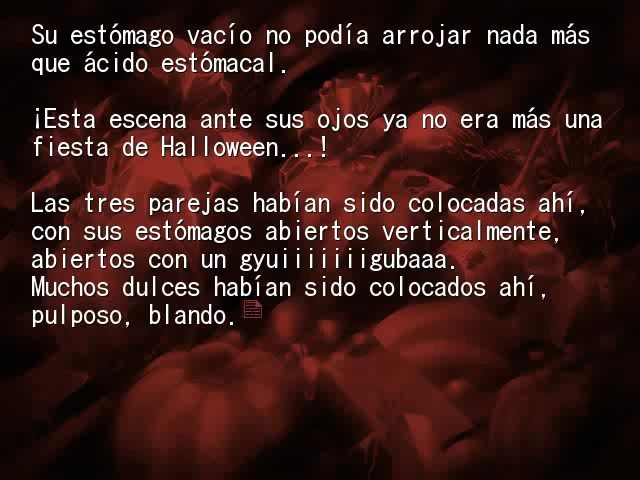 Su estómago vacío no podía arrojar nada más
que ácido estómacal.
¡Esta escena ante sus ojos ya no era más una
fiesta de Halloween...!
Las tres parejas habían sido colocadas ahí,
con sus estómagos abiertos verticalmente,
abiertos con un gyuiiiiiiigubaaa.
Muchos dulces habían sido colocados ahí,
pulposo, blando.